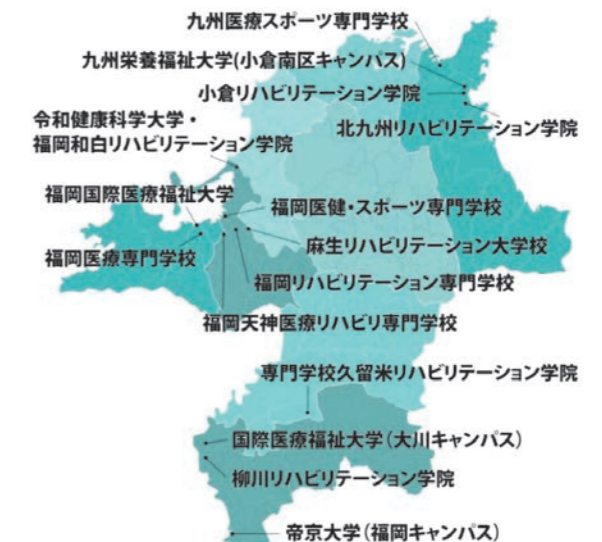 九州医療スポーツ専門学校
九州栄養福祉大学(小倉南区キャンパス)
小倉リハビリテーション学院
北九州リハビリテーション学院
令和健康科学大学・
福岡和白リハビリテーション学院
福岡国際医療福祉大学
福岡医健・スポーツ専門学校
麻生リハビリテーション大学校
福岡医療専門学校
福岡リハビリテーション専門学校
福岡天神医療リハビリ専門学校
専門学校久留米リハビリテーション学院
国際医療福祉大学(大川キャンパス)
柳川リハビリテーション学院
帝京大学(福岡キャンパス)